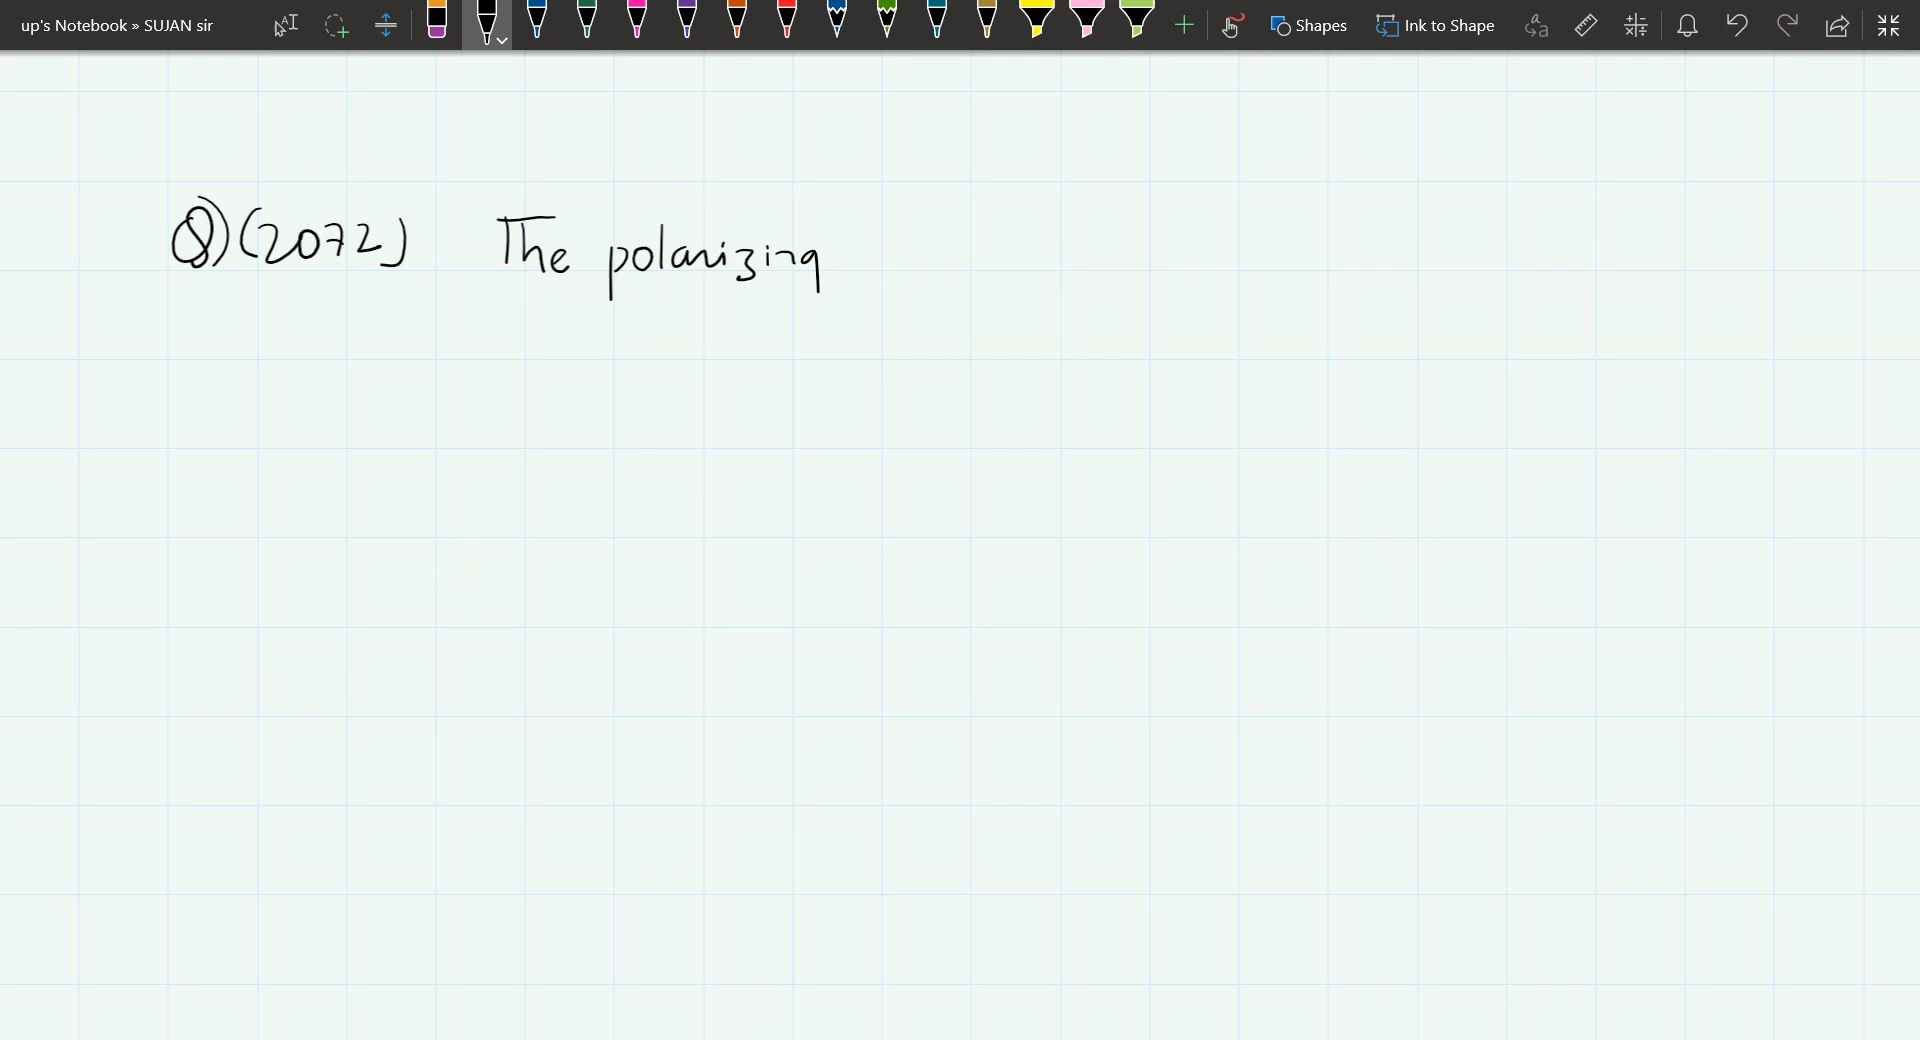 up's Notebook » SUJAN sir
Shapes
Ink to Shape
Q) (2072) The polarizing